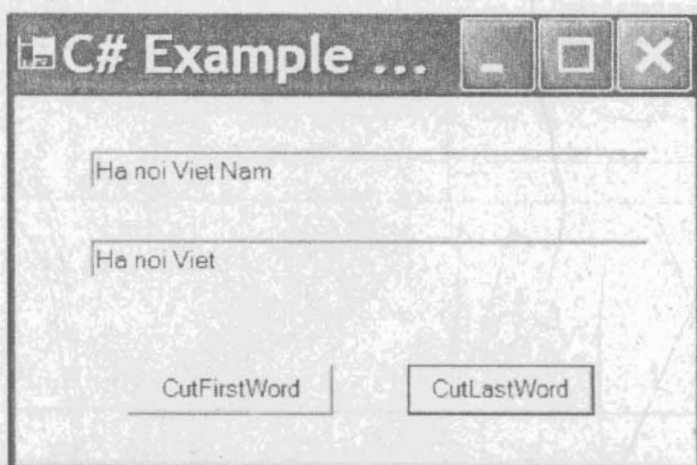 C# Example ...
Ha noi Viet Nam
Ha noi Viet
CutFirstWord CutLastWord